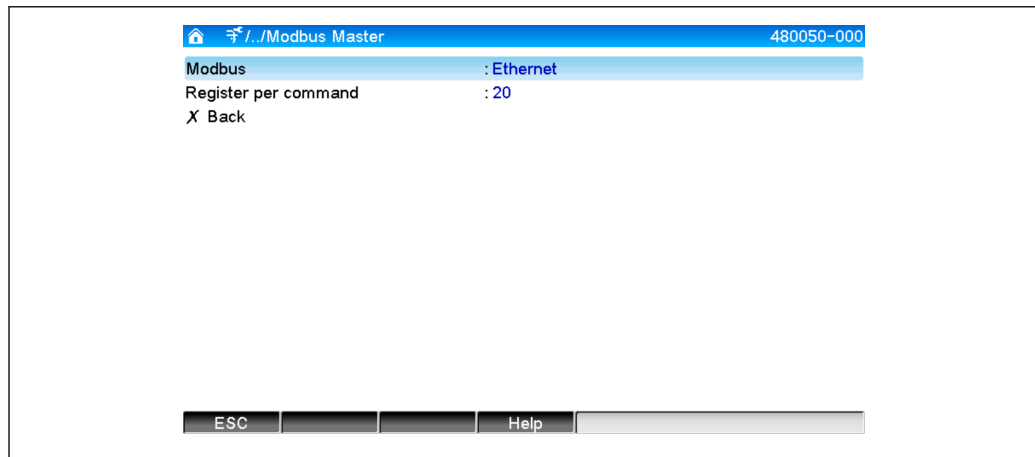 /../Modbus Master 480050-000
Modbus : Ethernet
Register per command : 20
X Back
ESC Help